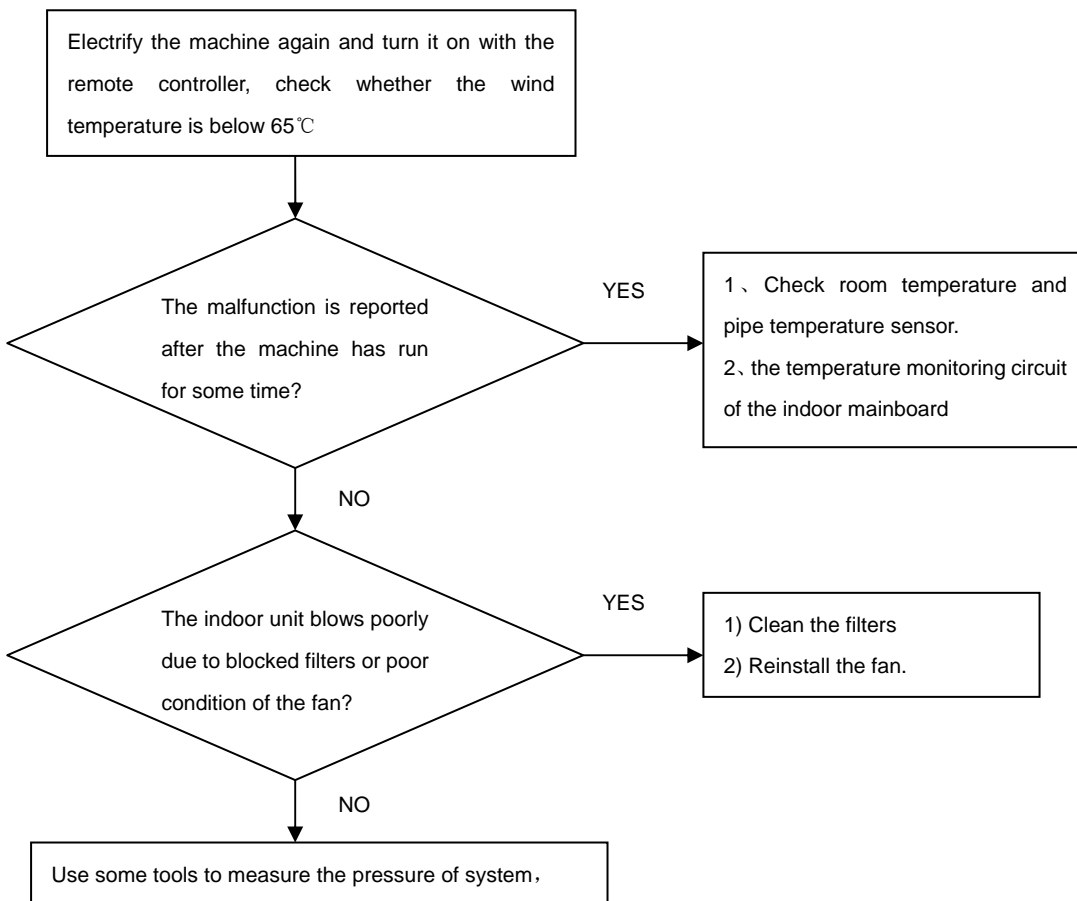 Electrify the machine again and turn it on with the
remote controller, check whether the wind
temperature is below 65℃
The malfunction is reported
after the machine has run
for some time?
YES
1、Check room temperature and
pipe temperature sensor.
2、the temperature monitoring circuit
of the indoor mainboard
NO
The indoor unit blows poorly
due to blocked filters or poor
condition of the fan?
YES
1) Clean the filters
2) Reinstall the fan.
NO
Use some tools to measure the pressure of system，